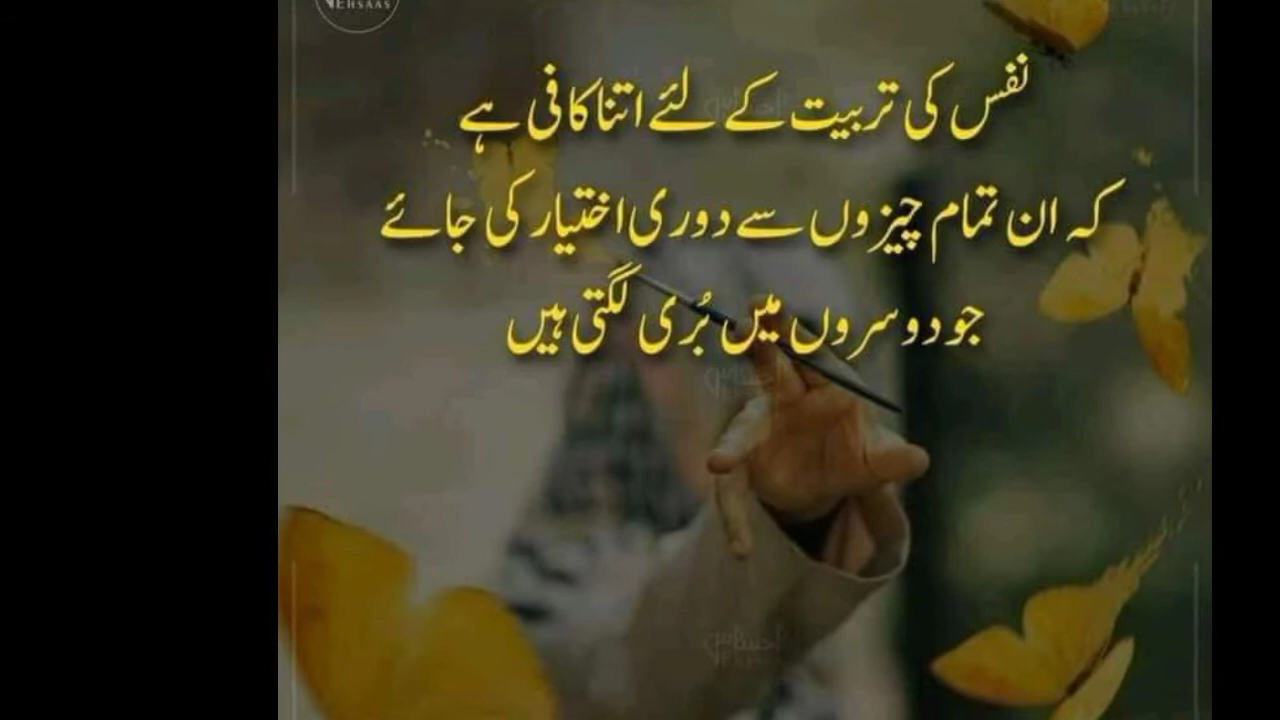 EHSAAS
نفس کی تربیت کے لئے اتنا کافی ہے
کہ ان تمام چیزوں سے دوری اختیار کی جائے
جو دوسروں میں بُری لگتی ہیں